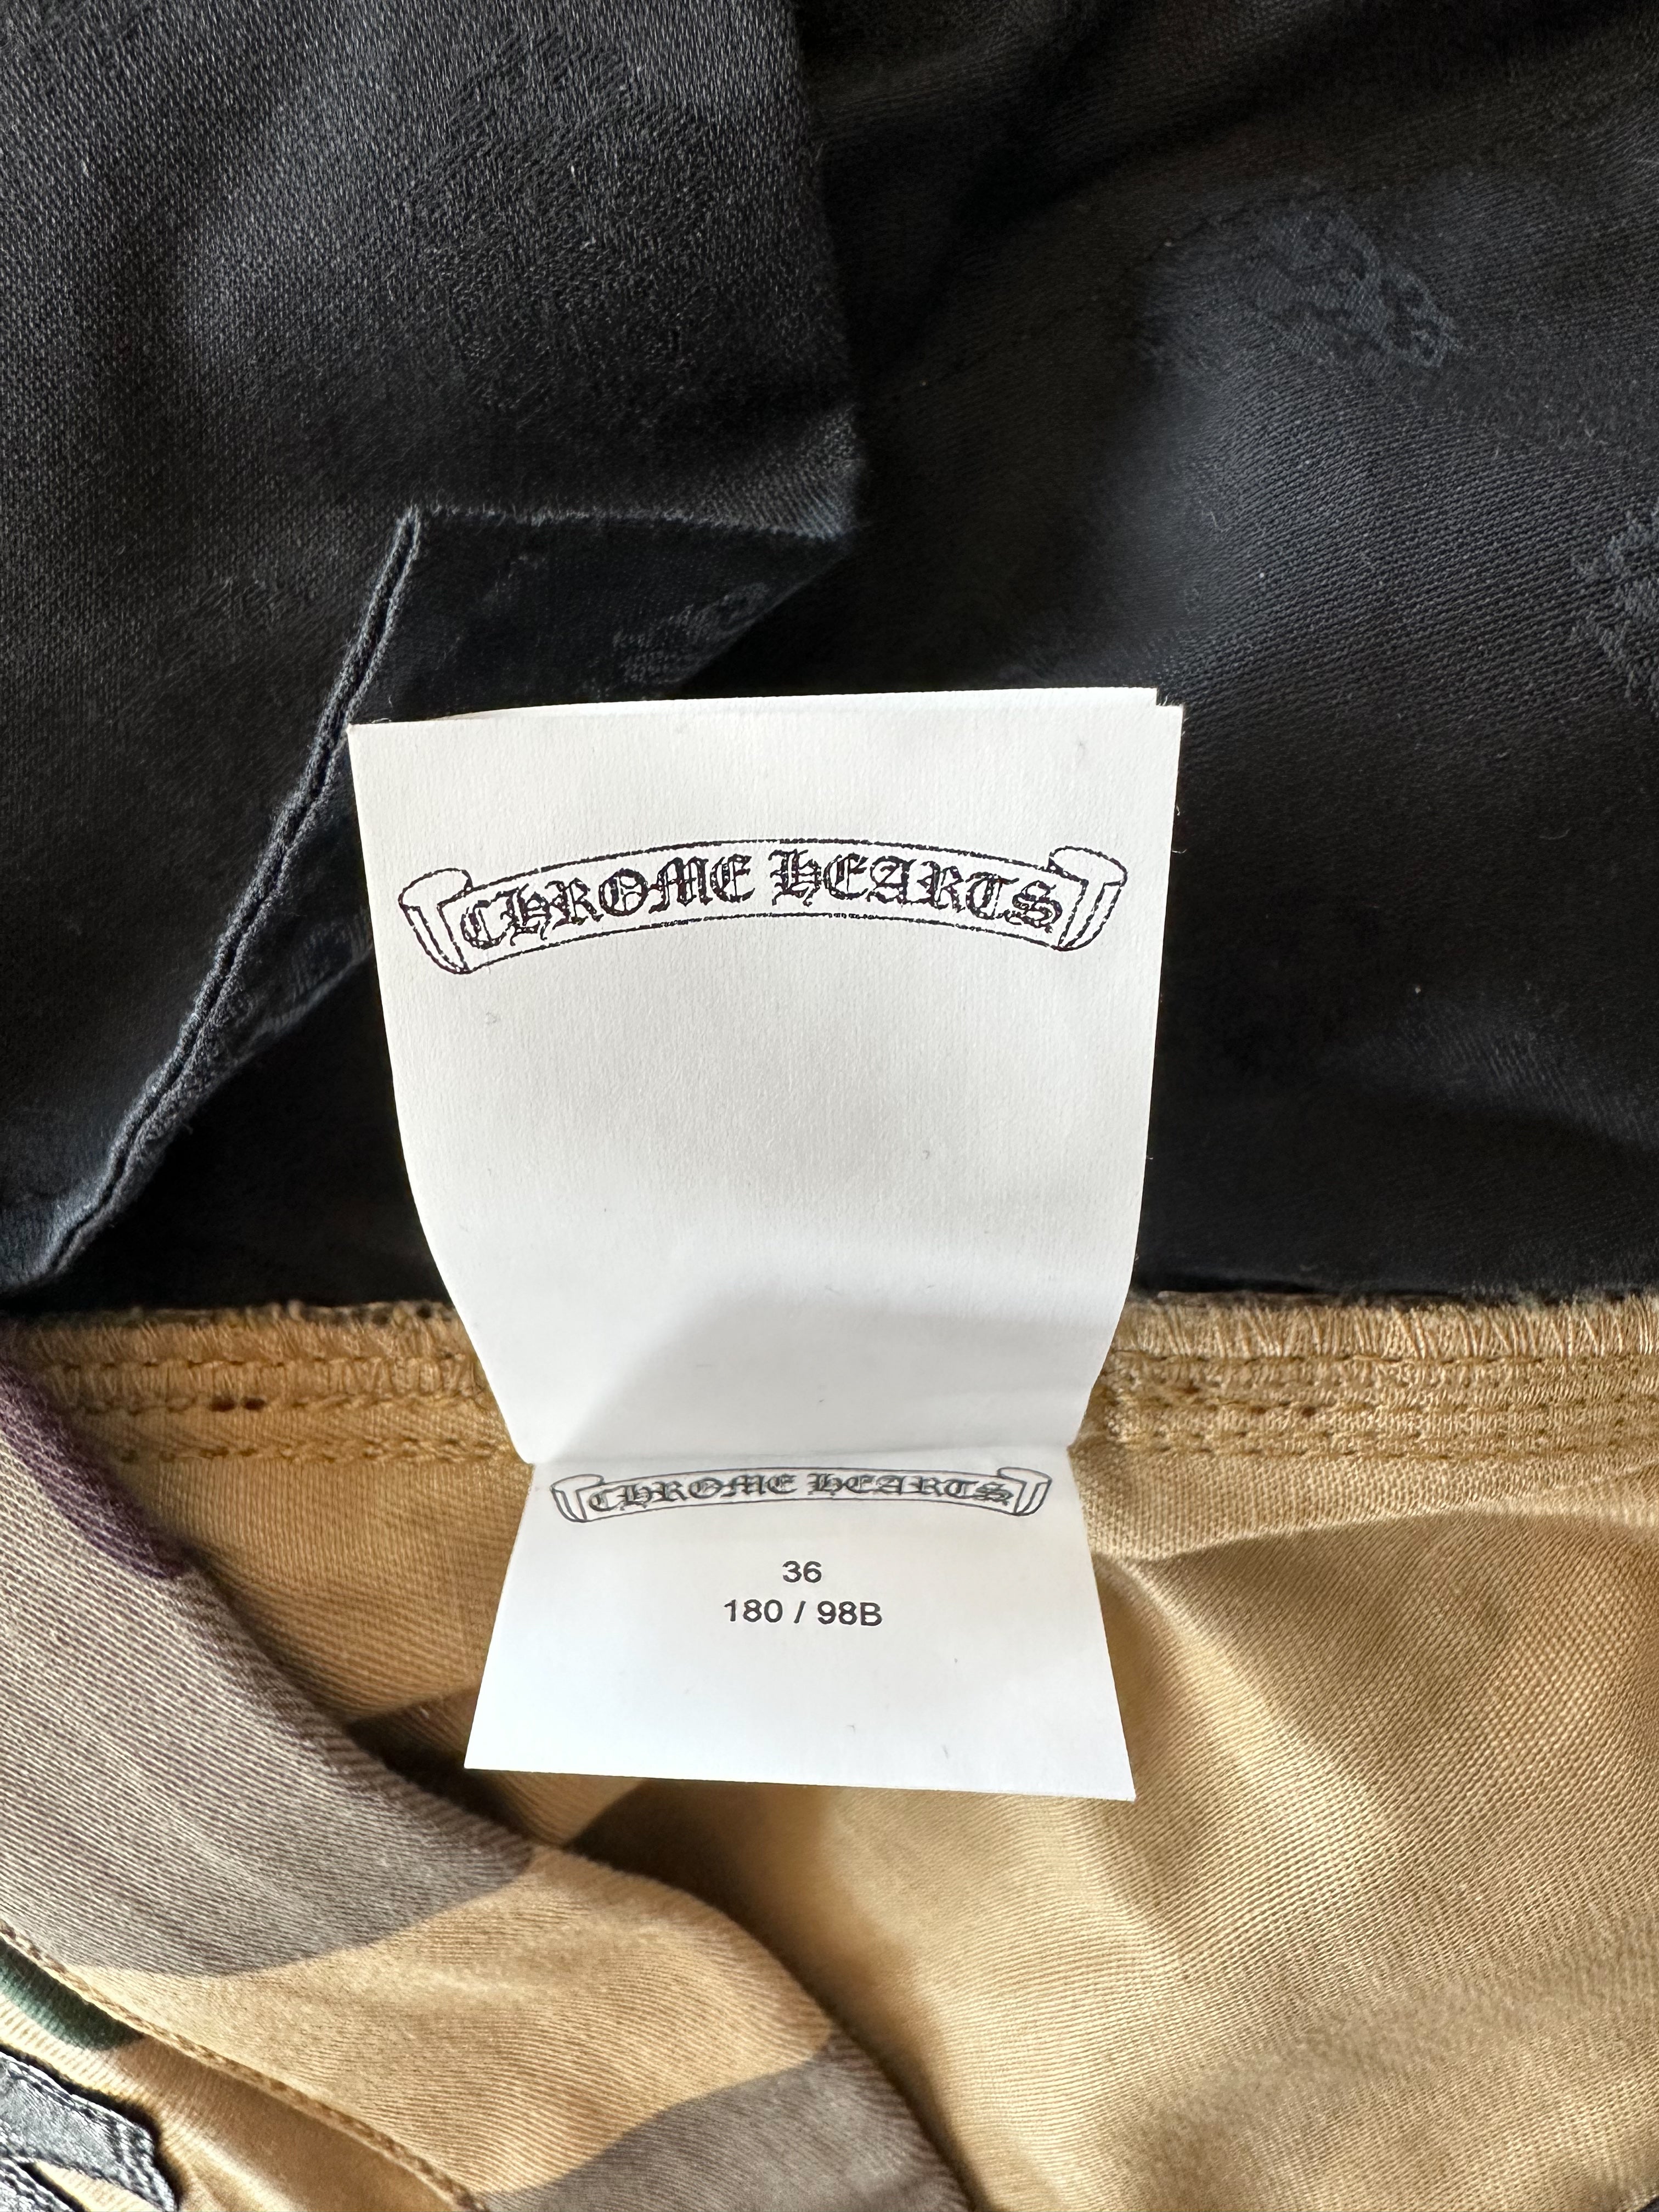 CHROME HEARTS
CHROME HEARTS
36
180 / 98B